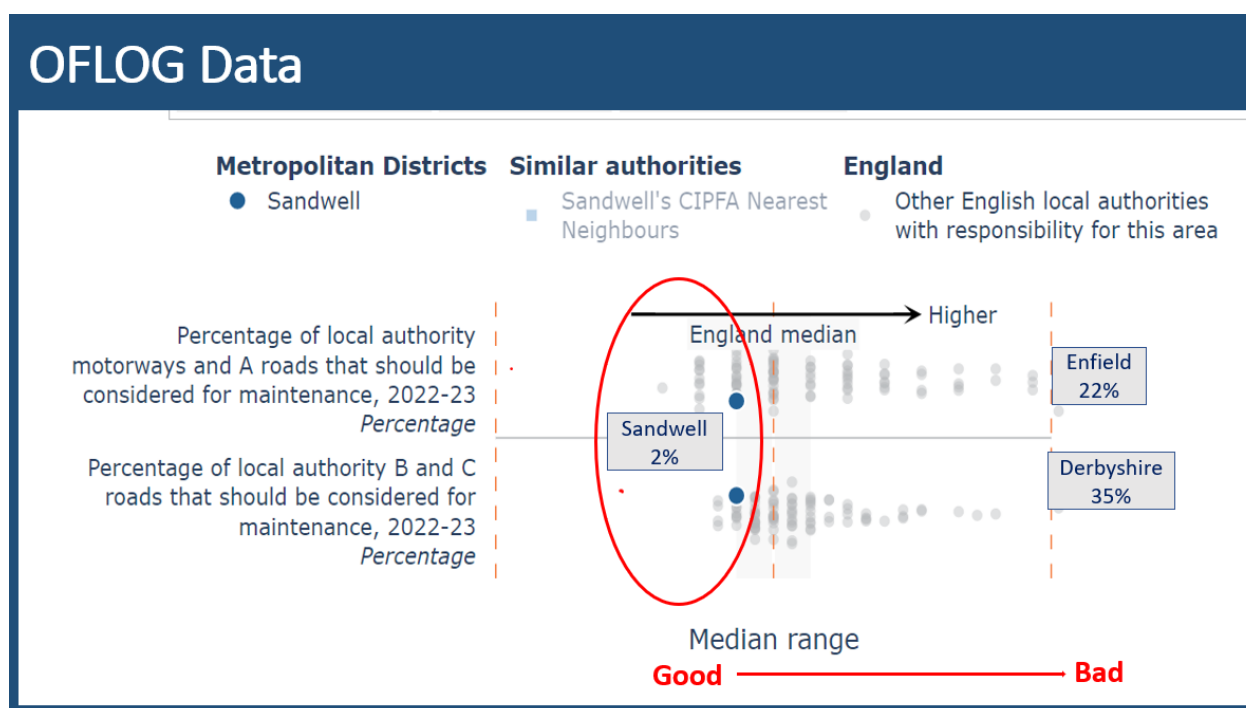 OFLOG Data
Metropolitan Districts
Sandwell
Similar authorities
Sandwell's CIPFA Nearest
Neighbours
England
Other English local authorities
with responsibility for this area
Higher
England median
Percentage of local authority
motorways and A roads that should be
considered for maintenance, 2022-23
Percentage
Enfield
22%
Sandwell
2%
Percentage of local authority B and C
roads that should be considered for
maintenance, 2022-23
Percentage
Derbyshire
35%
Median range
Good
Bad